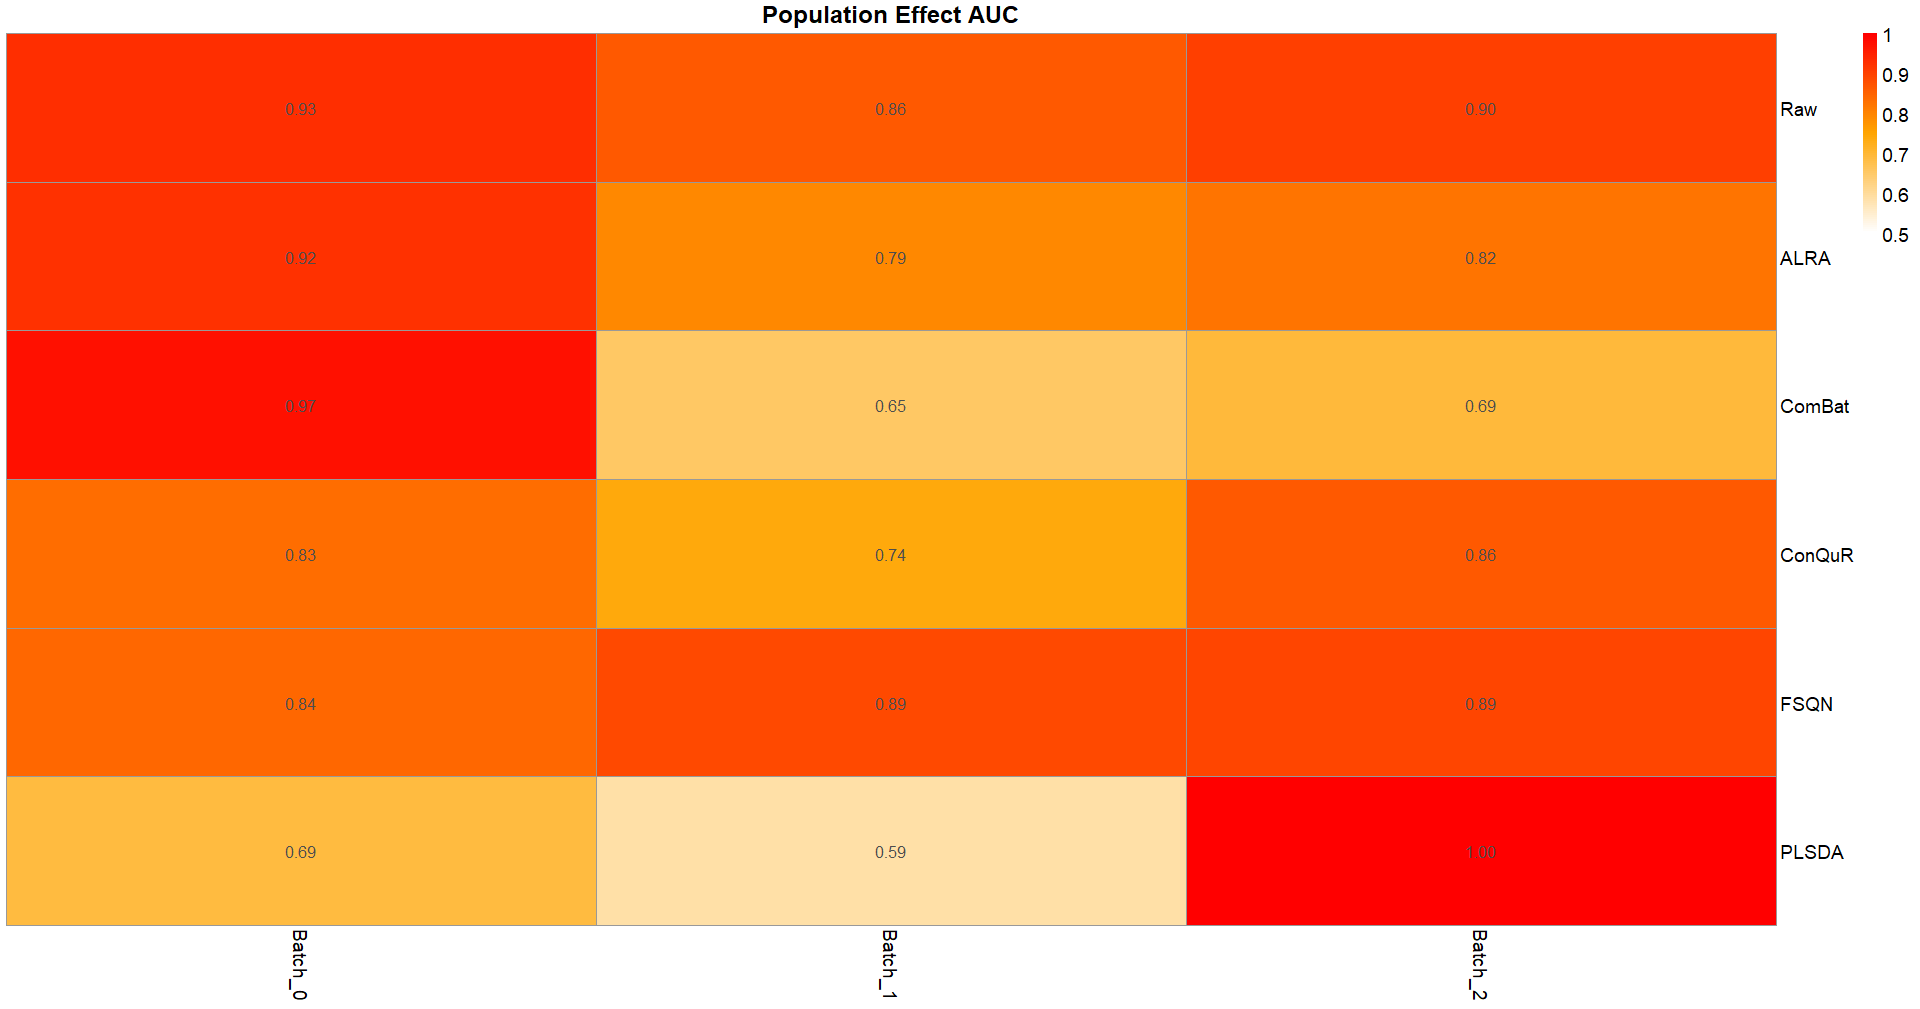 Population Effect AUC
0.93 0.86 0.90 Raw
0.92 0.79 0.82 ALRA
0.97 0.65 0.69 ComBat
0.83 0.74 0.86 ConQuR
0.84 0.89 0.89 FSQN
0.69 0.59 1.00 PLSDA
Batch_0 Batch_1 Batch_2
1
0.9
0.8
0.7
0.6
0.5